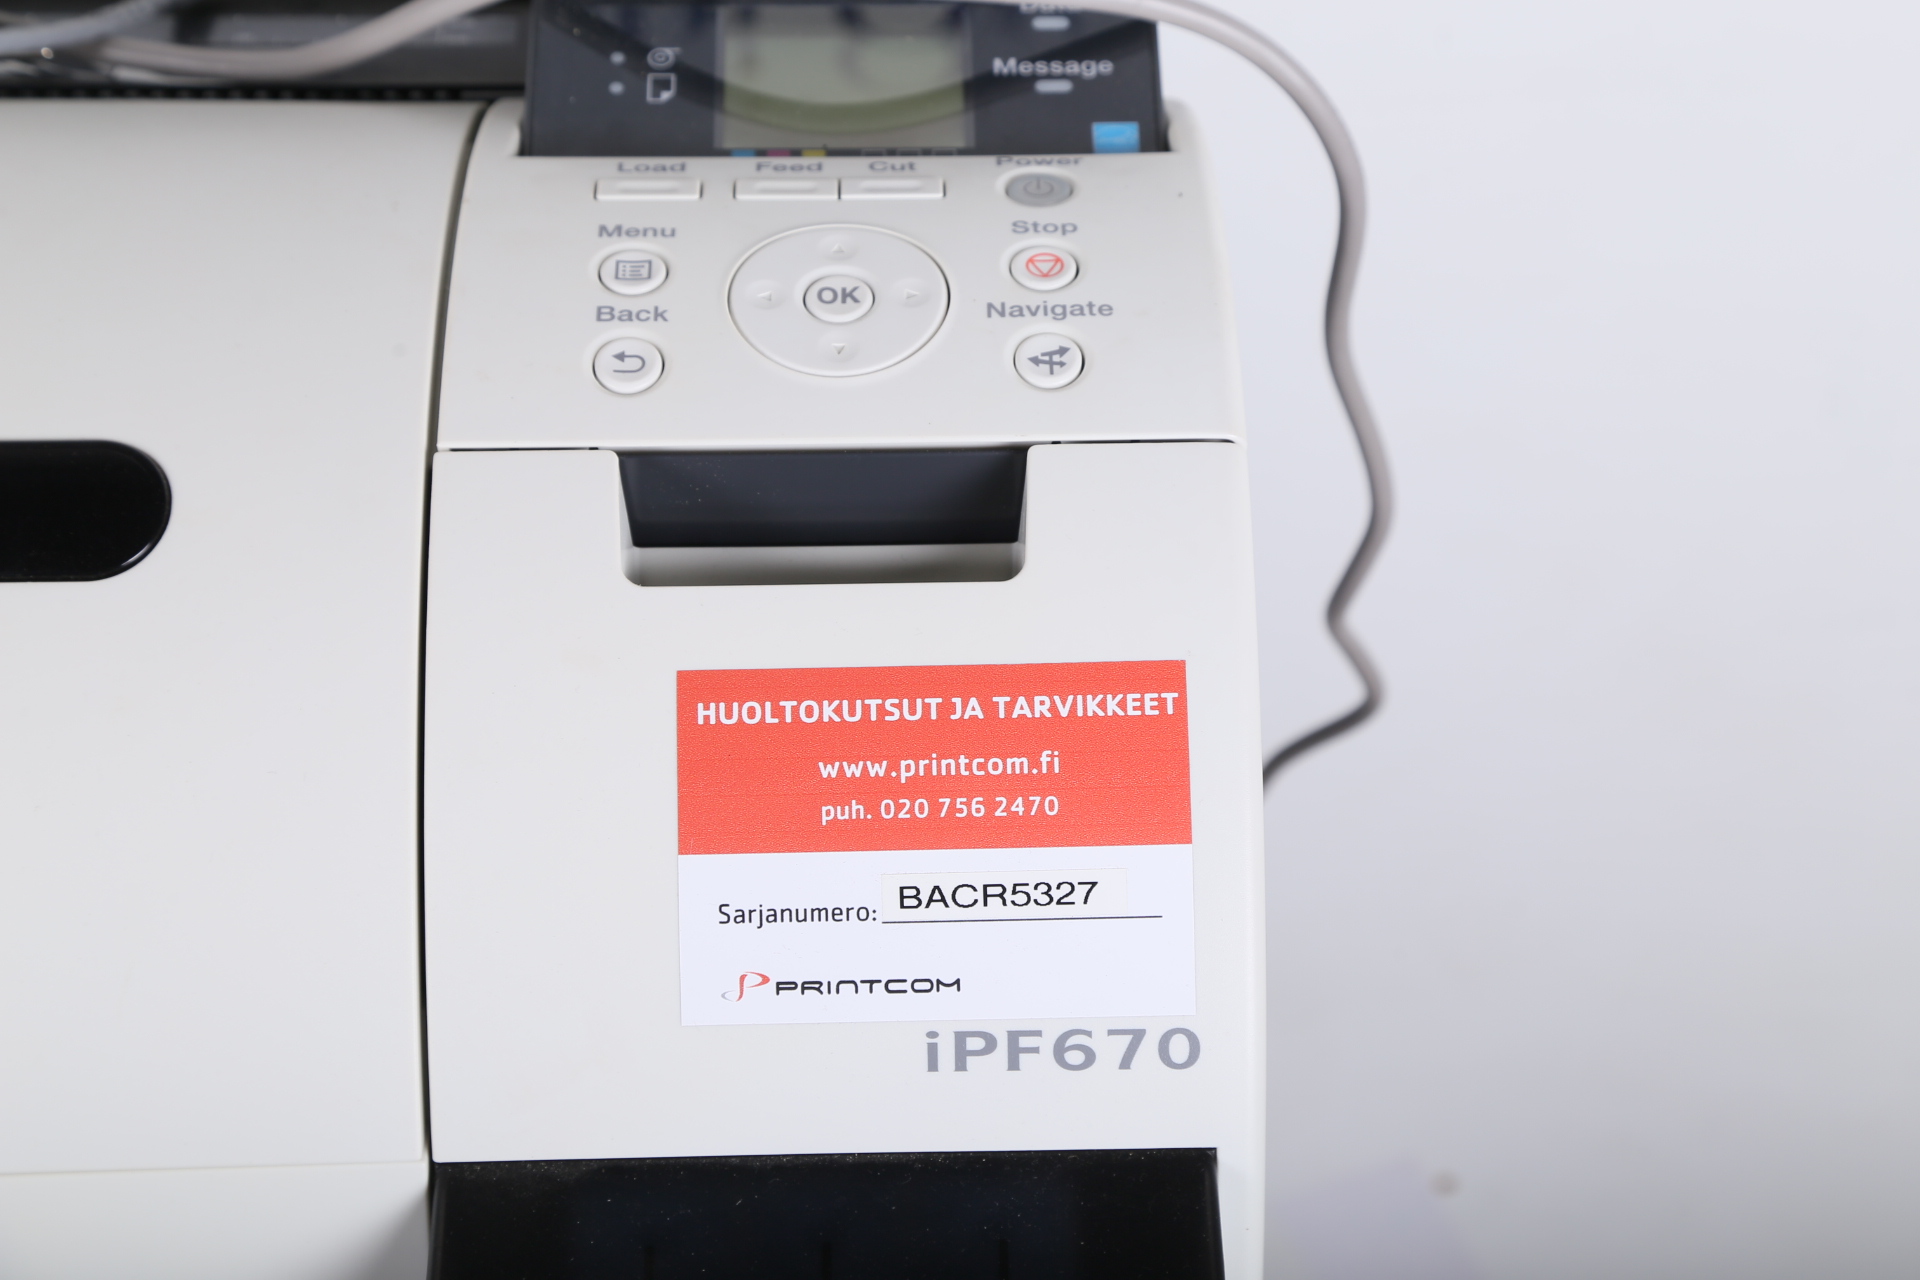 Data
Message
Load Feed Cut Power
Menu Stop
OK
Back Navigate
HUOLTOKUTSUT JA TARVIKKEET
www.printcom.fi
puh. 020 756 2470
Sarjanumero: BACR5327
PRINTCOM
iPF670